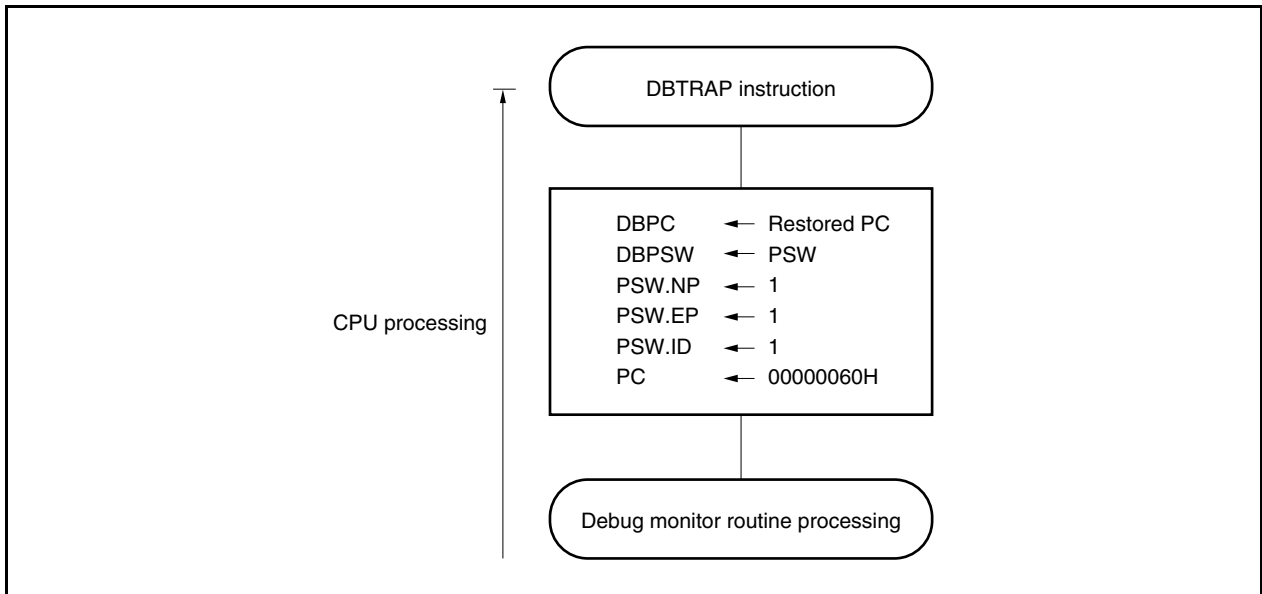 DBTRAP instruction
CPU processing
DBPC ← Restored PC
DBPSW ← PSW
PSW.NP ← 1
PSW.EP ← 1
PSW.ID ← 1
PC ← 00000060H
Debug monitor routine processing